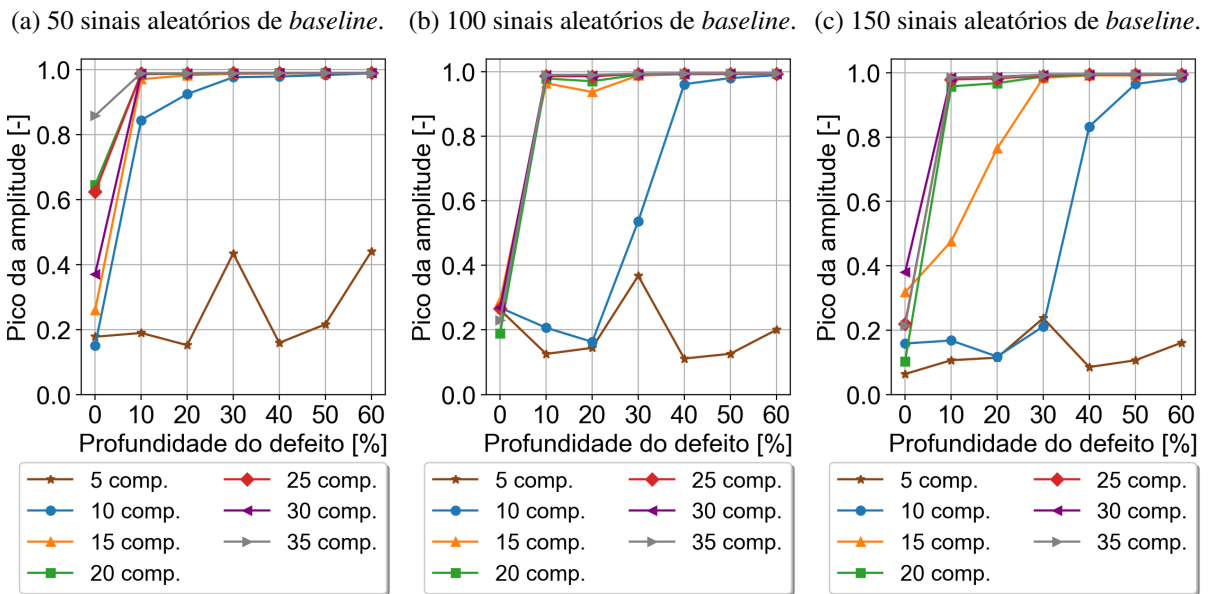 (a) 50 sinais aleatórios de baseline.
(b) 100 sinais aleatórios de baseline.
(c) 150 sinais aleatórios de baseline.
Pico da amplitude [-]
1.0
0.8
0.6
0.4
0.2
0.0
0 10 20 30 40 50 60
Profundidade do defeito [%]
5 comp. 25 comp.
10 comp. 30 comp.
15 comp. 35 comp.
20 comp.
Pico da amplitude [-]
1.0
0.8
0.6
0.4
0.2
0.0
0 10 20 30 40 50 60
Profundidade do defeito [%]
5 comp. 25 comp.
10 comp. 30 comp.
15 comp. 35 comp.
20 comp.
Pico da amplitude [-]
1.0
0.8
0.6
0.4
0.2
0.0
0 10 20 30 40 50 60
Profundidade do defeito [%]
5 comp. 25 comp.
10 comp. 30 comp.
15 comp. 35 comp.
20 comp.